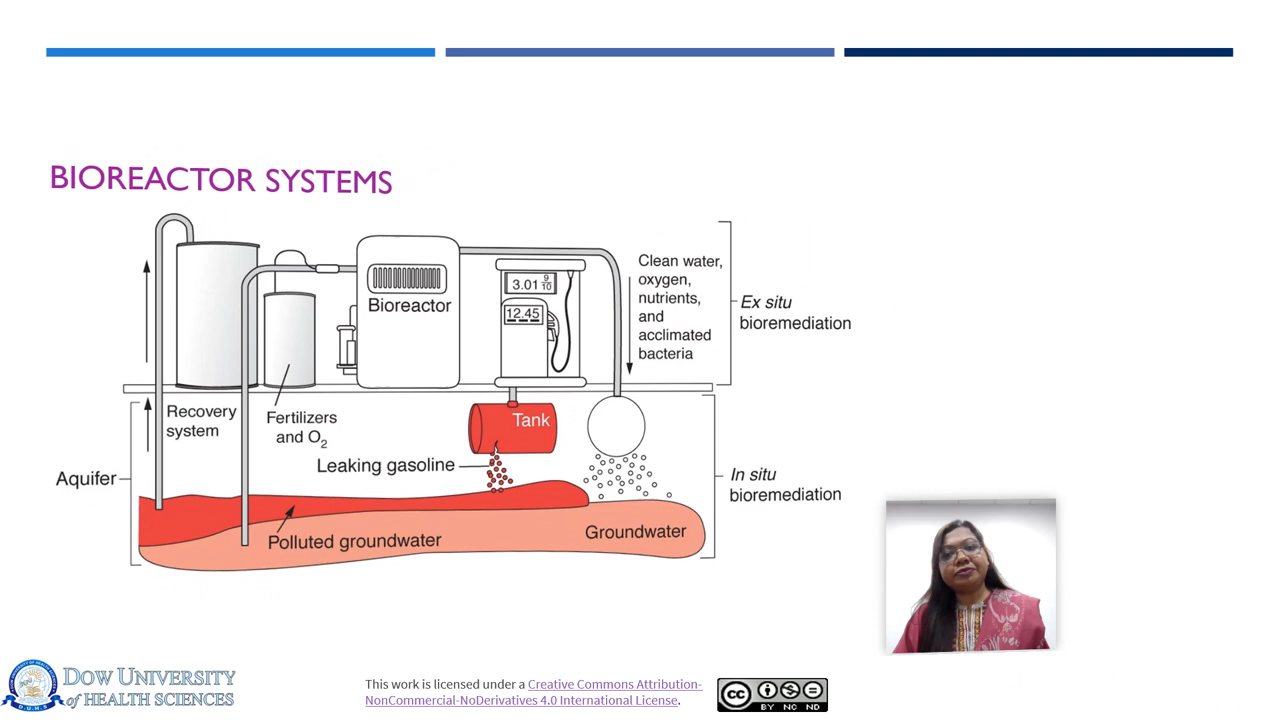 BIOREACTOR SYSTEMS
Bioreactor
3.01 9/10
12.45
Clean water,
oxygen,
nutrients,
and
acclimated
bacteria
Ex situ
bioremediation
Recovery
system
Fertilizers
and O2
Tank
Leaking gasoline
Aquifer
In situ
bioremediation
Polluted groundwater
Groundwater
DOW UNIVERSITY
of HEALTH SCIENCES
This work is licensed under a Creative Commons Attribution-
NonCommercial-NoDerivatives 4.0 International License.
cc
BY NC ND